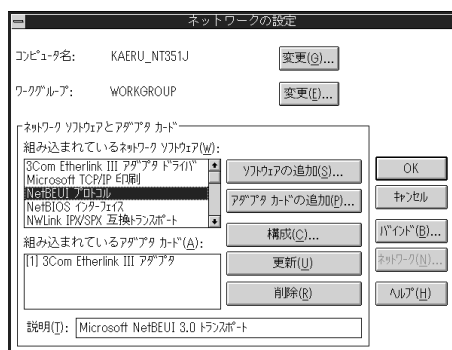 ネットワークの設定
コンピュータ名: KAERU_NT351J 変更(G)...
ワークグループ: WORKGROUP 変更(E)...
ネットワーク ソフトウェアとアダプタ カード
組み込まれているネットワーク ソフトウェア(W):
3Com Etherlink III アダプタ ドライバ
Microsoft TCP/IP 印刷
NetBEUI プロトコル
NetBIOS インターフェイス
NWLink IPX/SPX 互換トランスポート
ソフトウェアの追加(S)...
アダプタ カードの追加(P)...
組み込まれているアダプタ カード(A):
[1] 3Com Etherlink III アダプタ
構成(C)...
更新(U)
削除(R)
説明(T): Microsoft NetBEUI 3.0 トランスポート
OK
キャンセル
バインド(B)...
ネットワーク(N)...
ヘルプ(H)